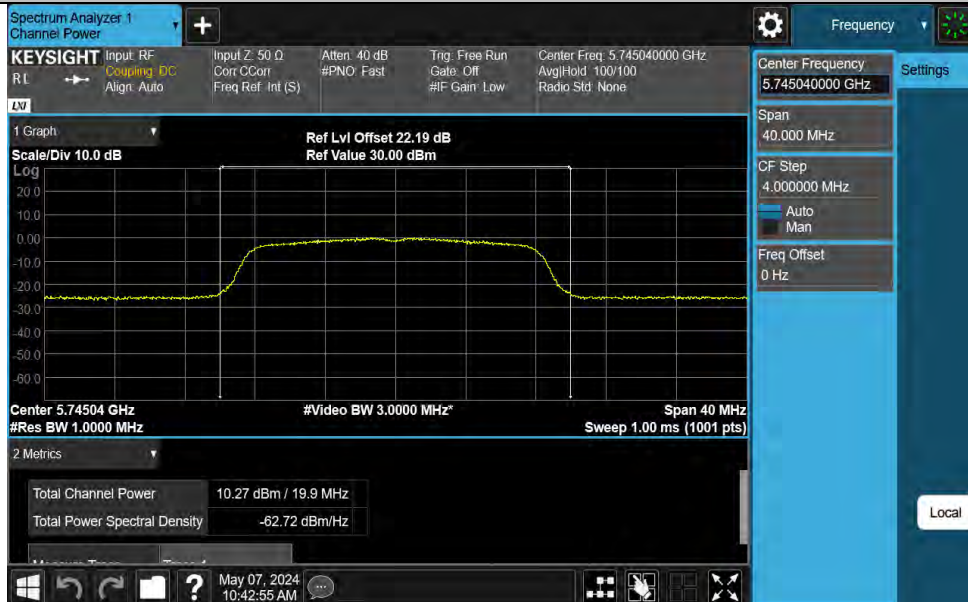 Spectrum Analyzer 1
Channel Power
+
Frequency
KEYSIGHT
Input: RF
Coupling: DC
Align: Auto
Input Z: 50 Ω
Corr CCorr
Freq Ref: Int (S)
Atten: 40 dB
#PNO: Fast
Trig: Free Run
Gate: Off
#IF Gain: Low
Center Freq: 5.745040000 GHz
Avg|Hold: 100/100
Radio Std: None
LXI
Center Frequency
5.745040000 GHz
Settings
Span
40.000 MHz
CF Step
4.000000 MHz
Auto
Man
Freq Offset
0 Hz
Local
1 Graph
Scale/Div 10.0 dB
Ref Lvl Offset 22.19 dB
Ref Value 30.00 dBm
Log
20.0
10.0
0.00
-10.0
-20.0
-30.0
-40.0
-50.0
-60.0
Center 5.74504 GHz
#Video BW 3.0000 MHz*
Span 40 MHz
#Res BW 1.0000 MHz
Sweep 1.00 ms (1001 pts)
2 Metrics
Total Channel Power 10.27 dBm / 19.9 MHz
Total Power Spectral Density -62.72 dBm/Hz
?
May 07, 2024
10:42:55 AM